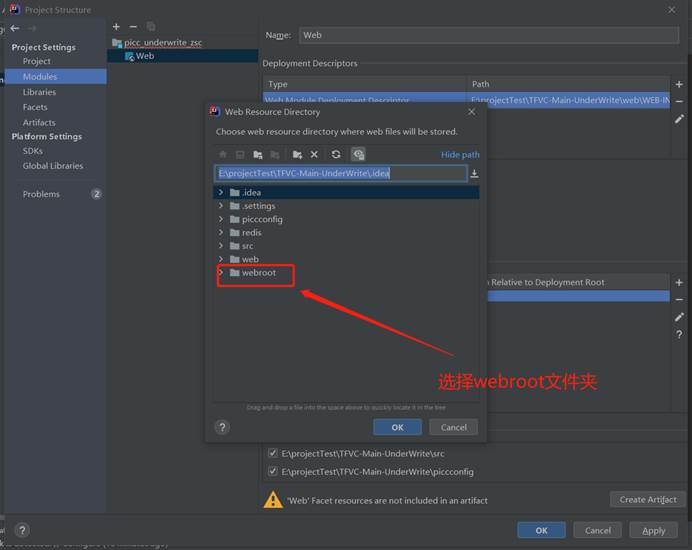 Project Structure
Project Settings
Project
Modules
Libraries
Facets
Artifacts
Platform Settings
SDKs
Global Libraries
Problems
2
picc_underwrite_zsc
Web
Name:
Web
Deployment Descriptors
Type
Path
Web Module Deployment Descriptor
E:\projectTest\TFVC-Main-UnderWrite\web\WEB-IN
Web Resource Directory
Choose web resource directory where web files will be stored.
Hide path
E:\projectTest\TFVC-Main-UnderWrite\.idea
.idea
.settings
piccconfig
redis
src
web
webroot
选择webroot文件夹
Drag and drop a file into the space above to quickly locate it in the tree
?
OK
Cancel
Relative to Deployment Root
?
E:\projectTest\TFVC-Main-UnderWrite\src
E:\projectTest\TFVC-Main-UnderWrite\piccconfig
'Web' Facet resources are not included in an artifact
Create Artifact
?
OK
Cancel
Apply